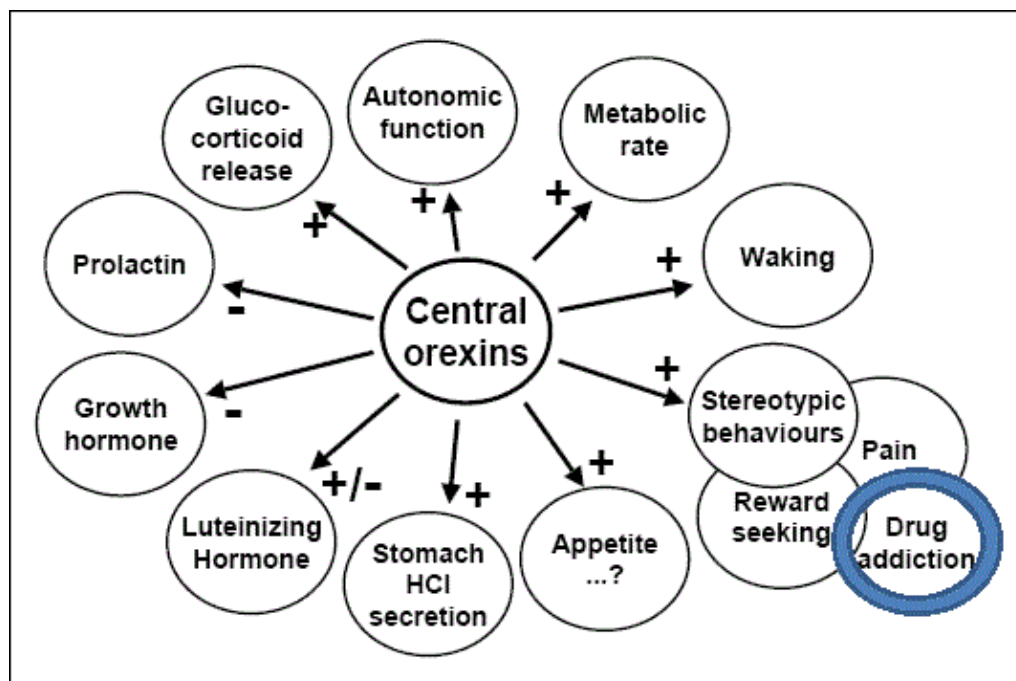 Gluco-
corticoid
release
Autonomic
function
Metabolic
rate
+
+
+
Prolactin
-
Central
orexins
+
Waking
Growth
hormone
-
+
Stereotypic
behaviours
Pain
Luteinizing
Hormone
+/-
Stomach
HCl
secretion
+
Appetite
...?
+
Reward
seeking
Drug
addiction